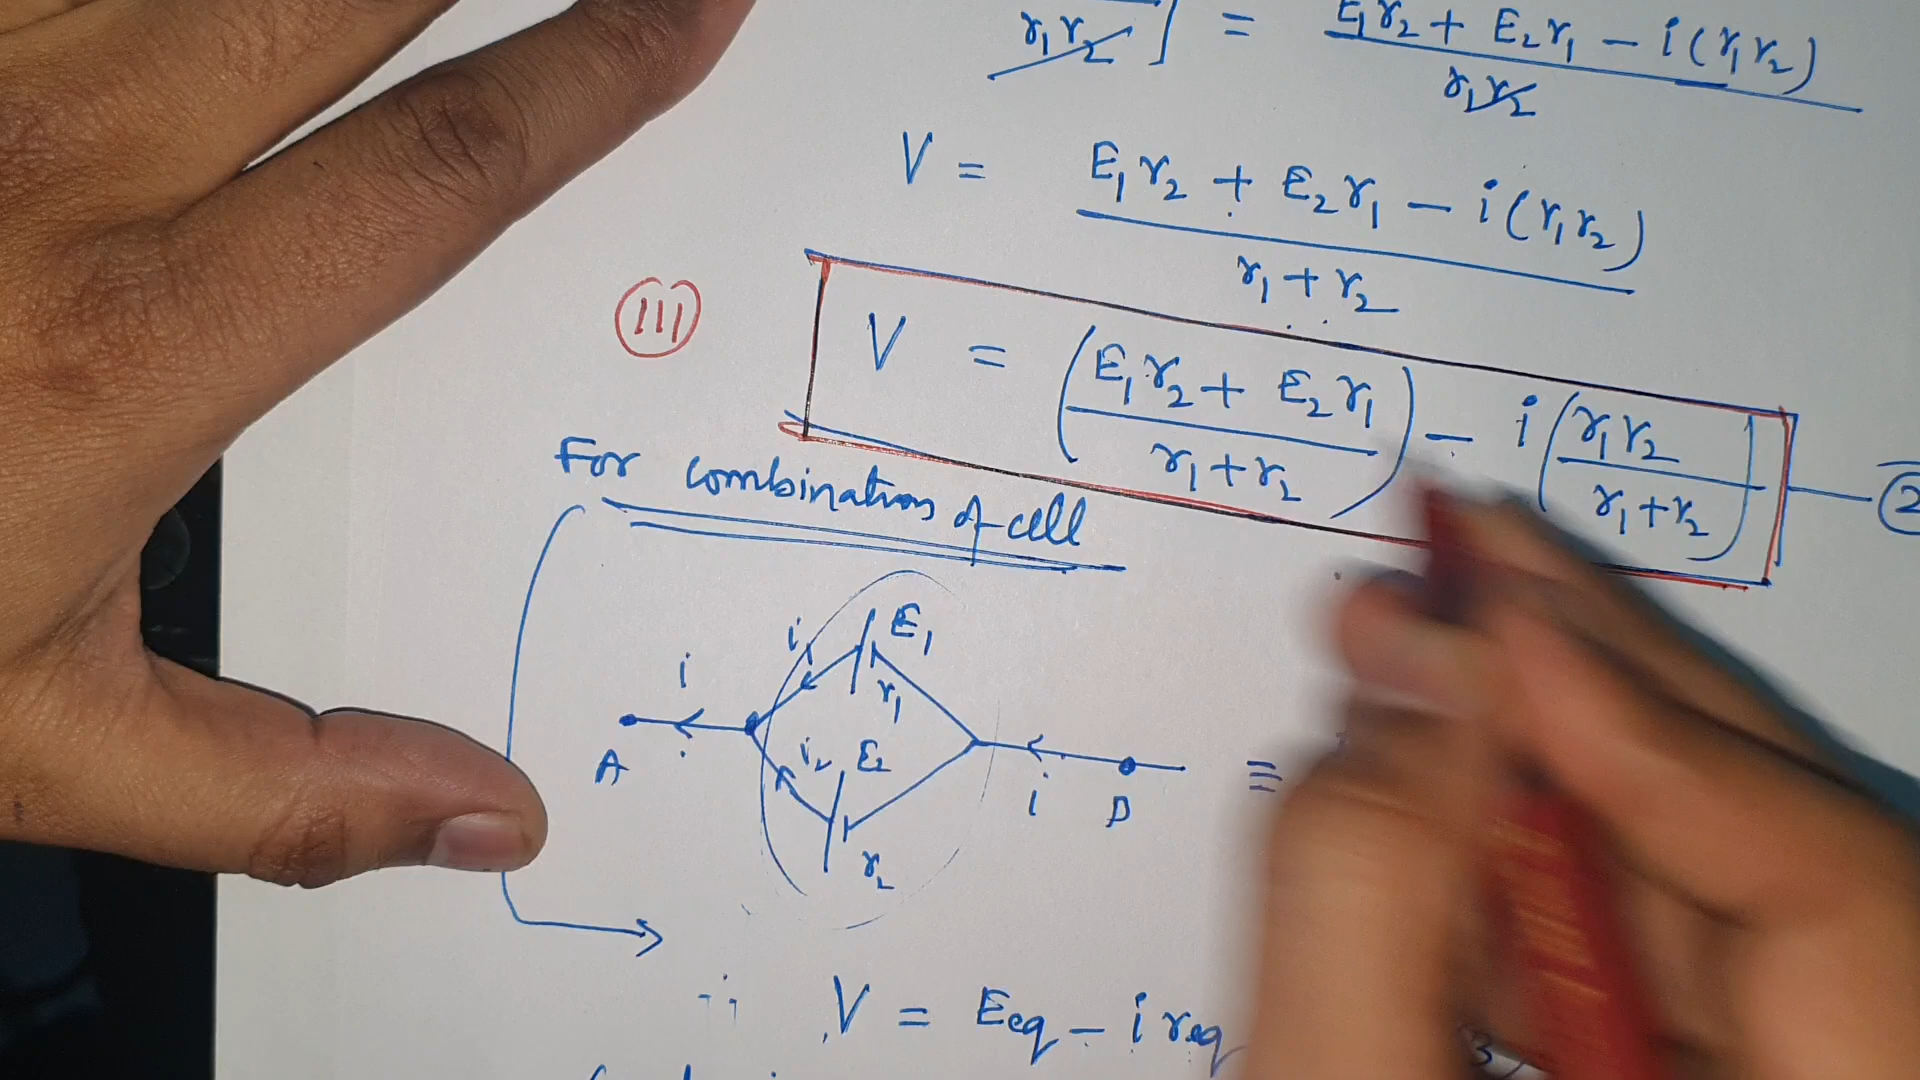 r₁r₂ ] = E₁r₂ + E₂r₁ − i(r₁r₂)
r₁r₂
V = E₁r₂ + E₂r₁ − i(r₁r₂)
r₁ + r₂
III
V = (E₁r₂ + E₂r₁ / r₁ + r₂) − i(r₁r₂ / r₁ + r₂) — 2
For combination of cell
i₁ E₁
i r₁
A i₂ E₂ i D ≡
r₂
∴ V = Eeq − i req